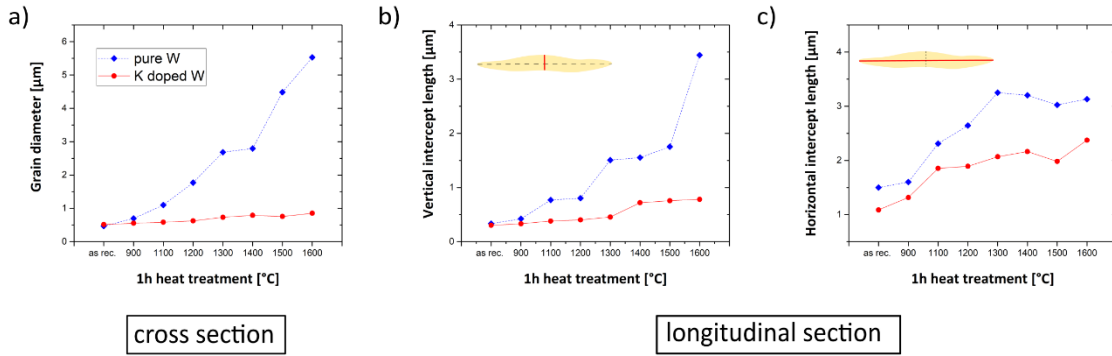 a)
Grain diameter [µm]
6
5
4
3
2
1
0
pure W
K doped W
as rec. 900 1100 1200 1300 1400 1500 1600
1h heat treatment [°C]
cross section
b)
Vertical intercept length [µm]
4
3
2
1
0
as rec. 900 1100 1200 1300 1400 1500 1600
1h heat treatment [°C]
c)
Horizontal intercept length [µm]
4
3
2
1
as rec. 900 1100 1200 1300 1400 1500 1600
1h heat treatment [°C]
longitudinal section